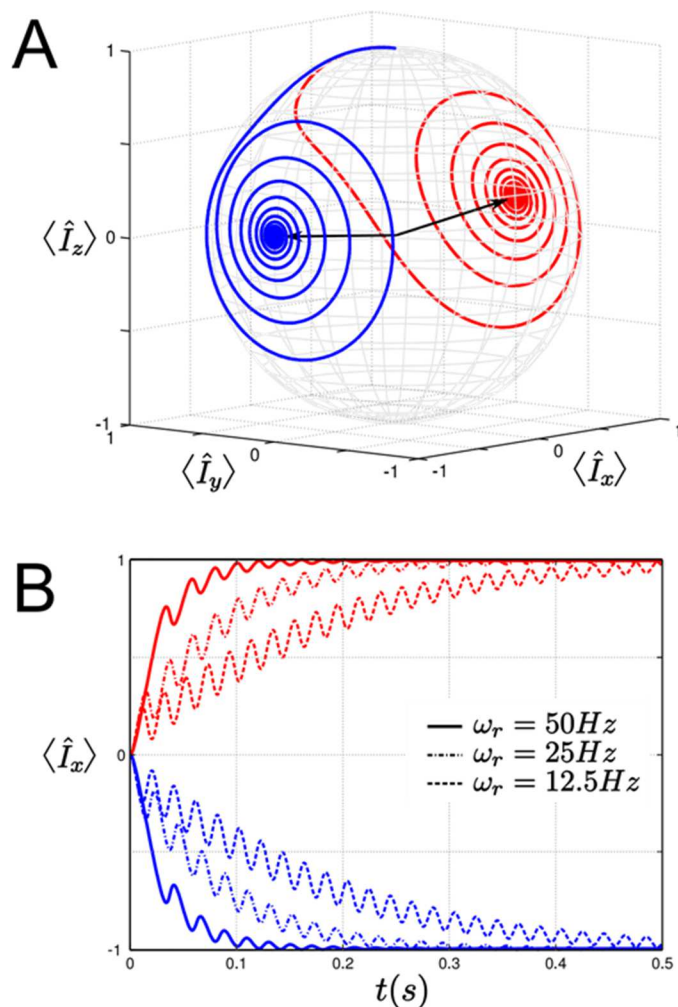 A
1
⟨Î_z⟩
0
-1
1
0
⟨Î_y⟩
-1
-1
0
⟨Î_x⟩
1
B
1
⟨Î_x⟩
0
-1
ω_r = 50Hz
ω_r = 25Hz
ω_r = 12.5Hz
0
0.1
0.2
0.3
0.4
0.5
t(s)